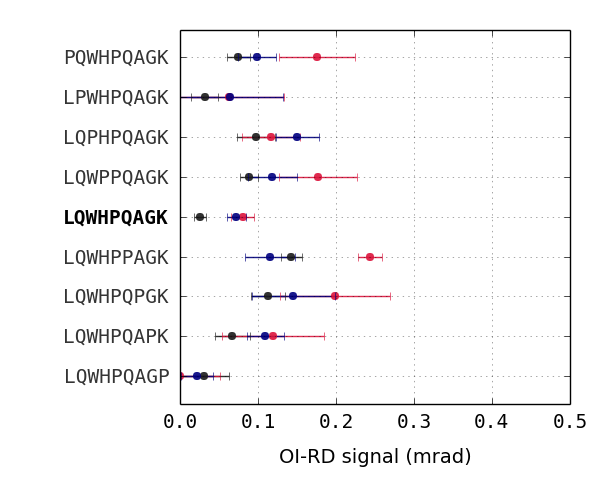 PQWHPQAGK
LPWHPQAGK
LQPHPQAGK
LQWPPQAGK
LQWHPQAGK
LQWHPPAGK
LQWHPQPGK
LQWHPQAPK
LQWHPQAGP
0.0 0.1 0.2 0.3 0.4 0.5
OI-RD signal (mrad)